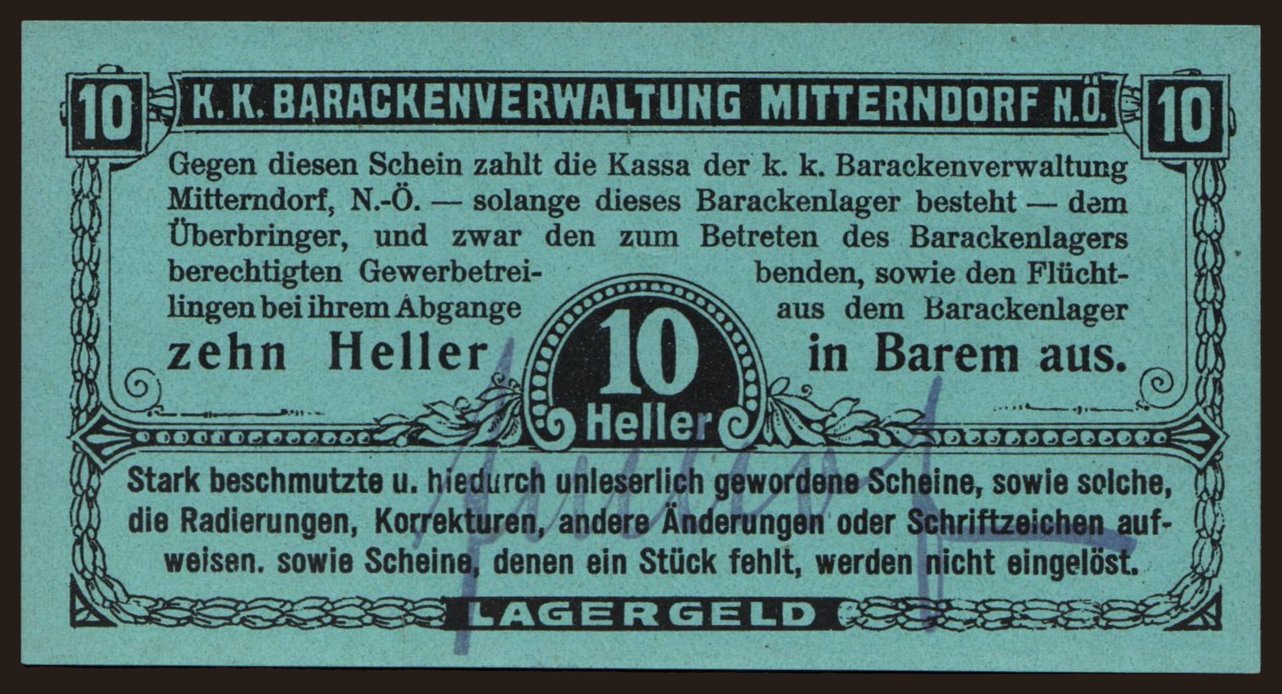 10 K. K. BARACKENVERWALTUNG MITTERNDORF N.Ö. 10
Gegen diesen Schein zahlt die Kassa der k. k. Barackenverwaltung
Mitterndorf, N.-Ö. — solange dieses Barackenlager besteht — dem
Überbringer, und zwar den zum Betreten des Barackenlagers
berechtigten Gewerbetrei- benden, sowie den Flücht-
lingen bei ihrem Abgange aus dem Barackenlager
zehn Heller in Barem aus.
10
Heller
Stark beschmutzte u. hiedurch unleserlich gewordene Scheine, sowie solche,
die Radierungen, Korrekturen, andere Änderungen oder Schriftzeichen auf-
weisen. sowie Scheine, denen ein Stück fehlt, werden nicht eingelöst.
LAGERGELD